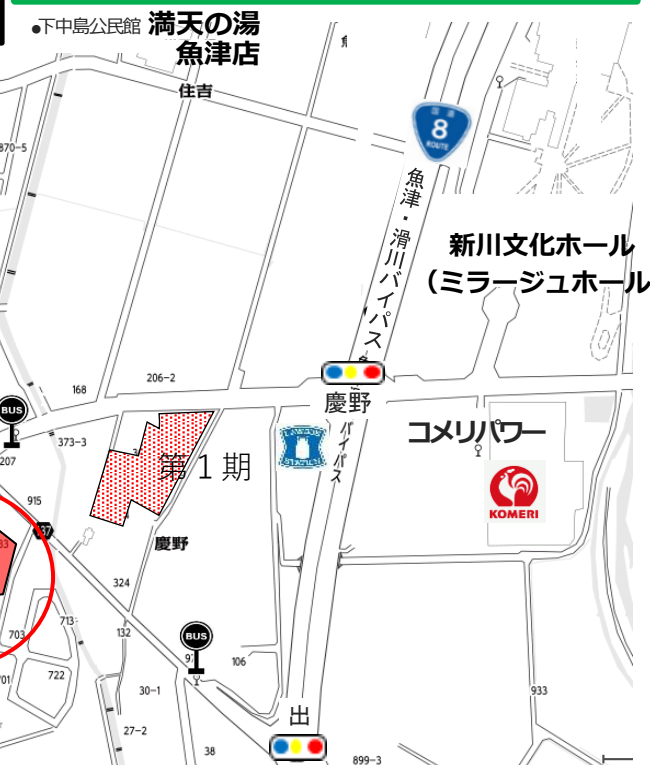 ●下中島公民館
満天の湯
魚津店
住吉
870-5
8
ROUTE
魚津・滑川バイパス
新川文化ホール
（ミラージュホール
206-2
168
慶野
バイパス
BUS
207
373-3
LAWSON
STATION
コメリパワー
KOMERI
第1期
915
慶野
324
713
703
132
BUS
97
106
722
701
30-1
933
出
27-2
38
899-3